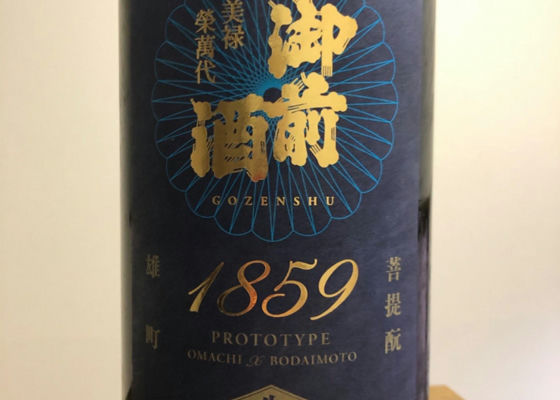 美禄
榮萬代
御前
酒
GOZENSHU
1859
雄町
菩提酛
PROTOTYPE
OMACHI x BODAIMOTO